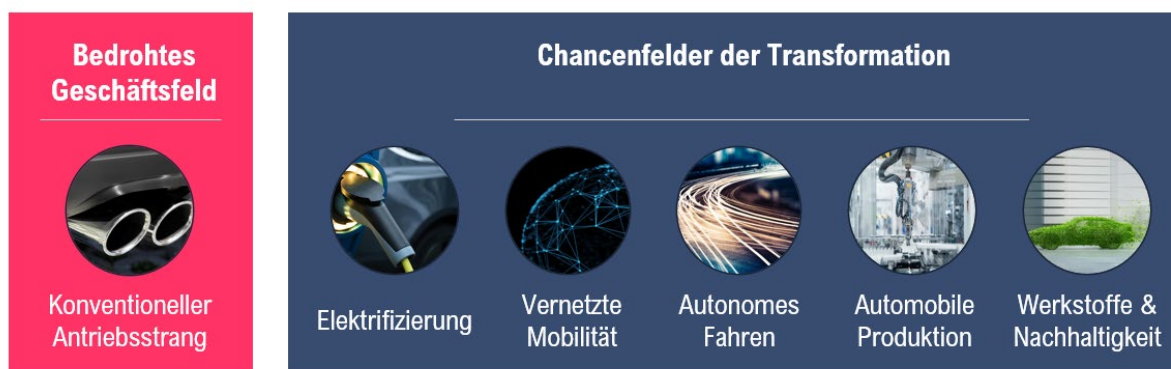 Bedrohtes
Geschäftsfeld
Konventioneller
Antriebsstrang
Chancenfelder der Transformation
Elektrifizierung
Vernetzte
Mobilität
Autonomes
Fahren
Automobile
Produktion
Werkstoffe &
Nachhaltigkeit